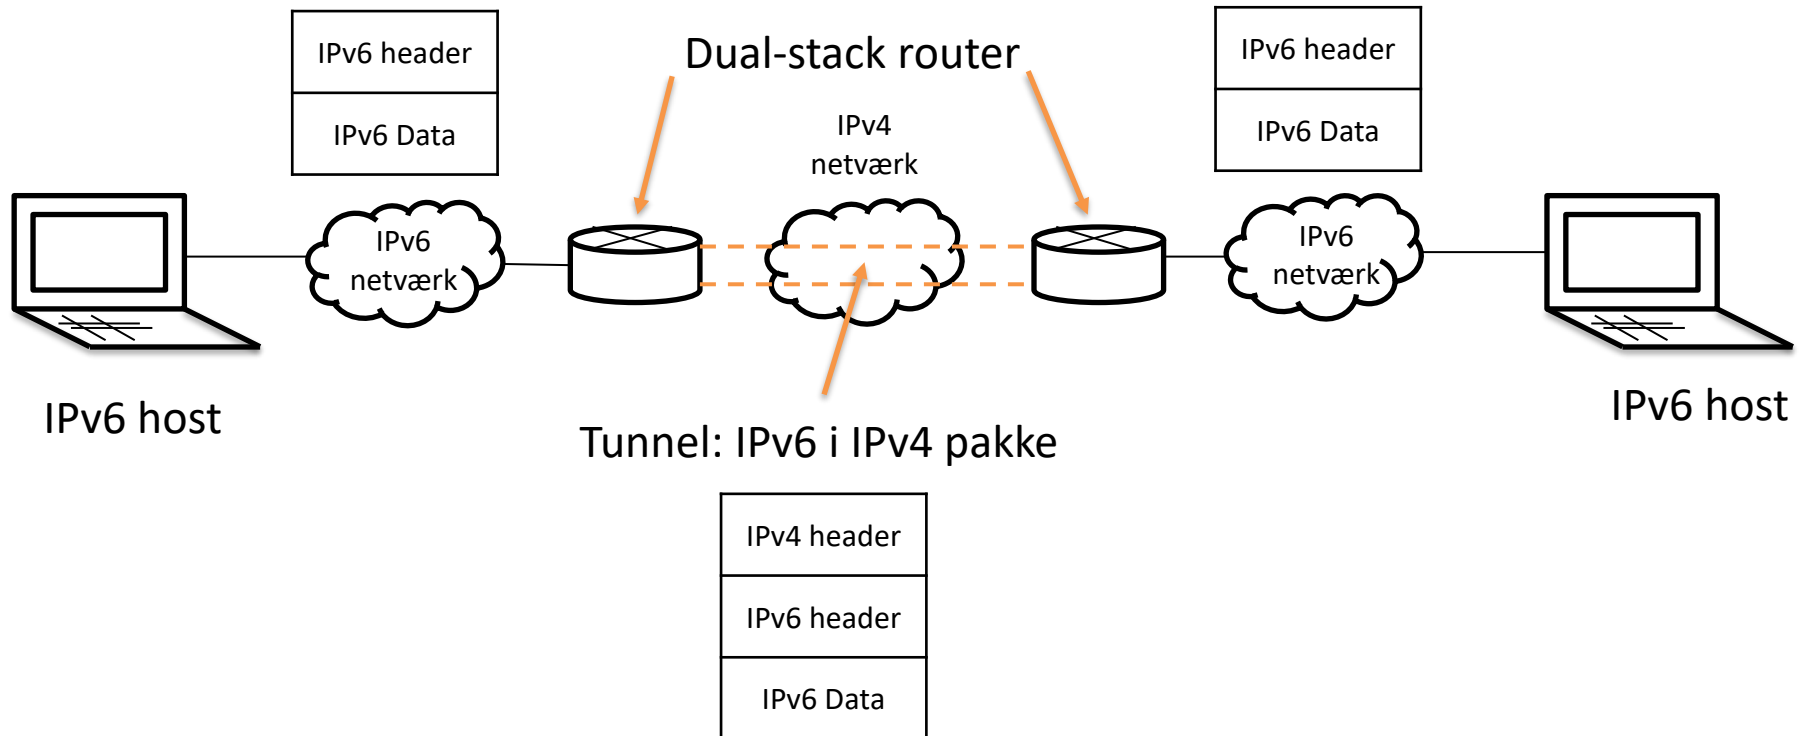 IPv6 header
IPv6 Data
Dual-stack router
IPv4
netværk
IPv6 header
IPv6 Data
IPv6
netværk
IPv6
netværk
IPv6 host
IPv6 host
Tunnel: IPv6 i IPv4 pakke
IPv4 header
IPv6 header
IPv6 Data